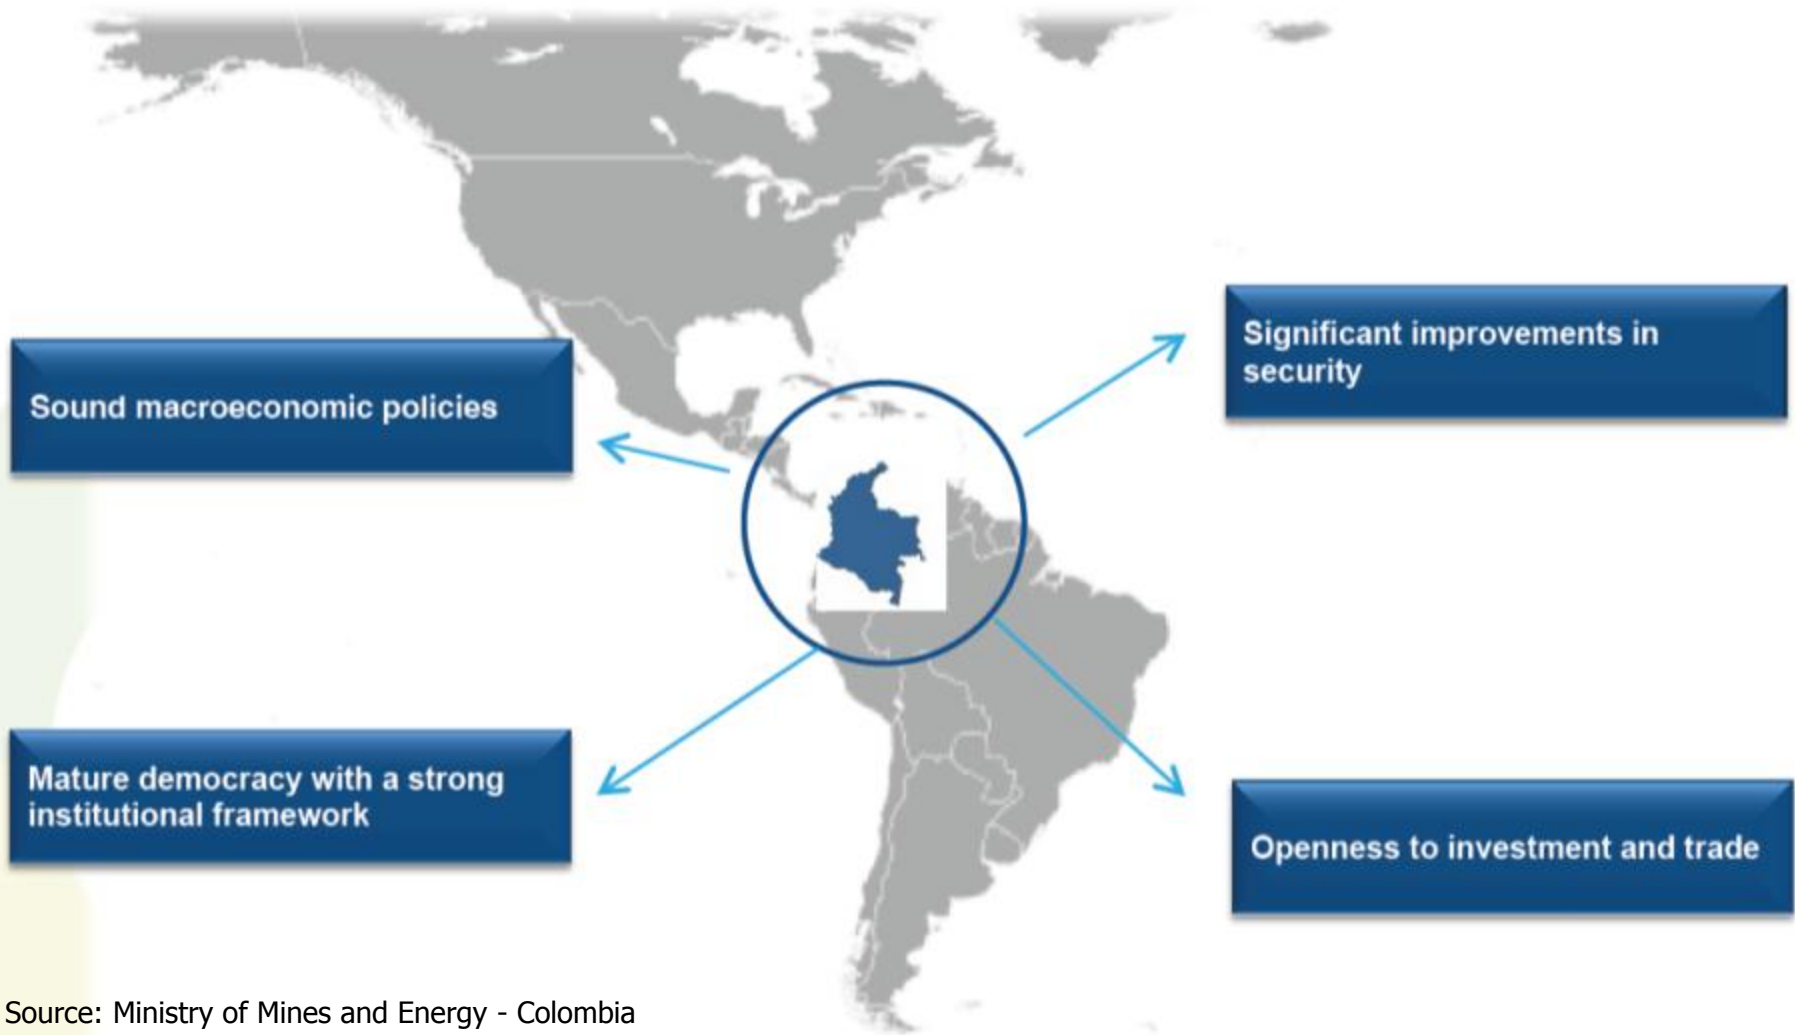 Significant improvements in
security
Sound macroeconomic policies
Mature democracy with a strong
institutional framework
Openness to investment and trade
Source: Ministry of Mines and Energy - Colombia